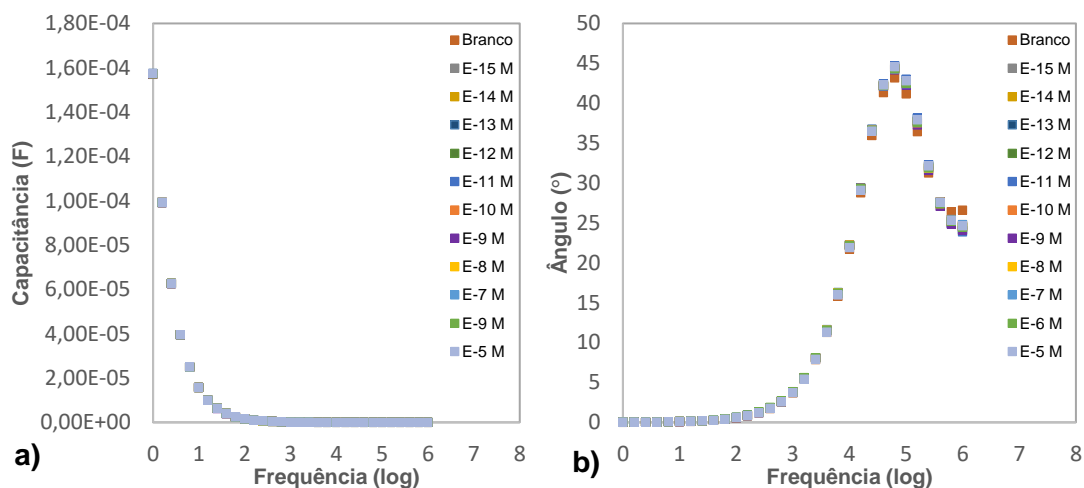 1,80E-04
1,60E-04
1,40E-04
1,20E-04
1,00E-04
8,00E-05
6,00E-05
4,00E-05
2,00E-05
0,00E+00
Capacitância (F)
0 1 2 3 4 5 6 7 8
Frequência (log)
Branco
E-15 M
E-14 M
E-13 M
E-12 M
E-11 M
E-10 M
E-9 M
E-8 M
E-7 M
E-9 M
E-5 M
a)
50
45
40
35
30
25
20
15
10
5
0
Ângulo (°)
0 1 2 3 4 5 6 7 8
Frequência (log)
Branco
E-15 M
E-14 M
E-13 M
E-12 M
E-11 M
E-10 M
E-9 M
E-8 M
E-7 M
E-6 M
E-5 M
b)